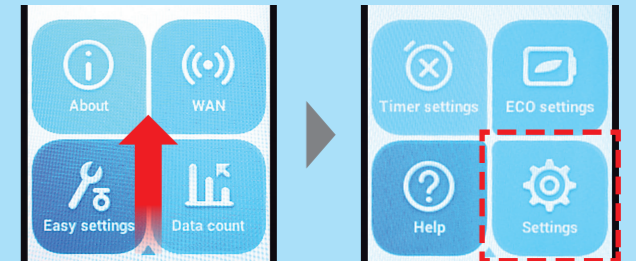 About
WAN
Easy settings
Data count
Timer settings
ECO settings
Help
Settings